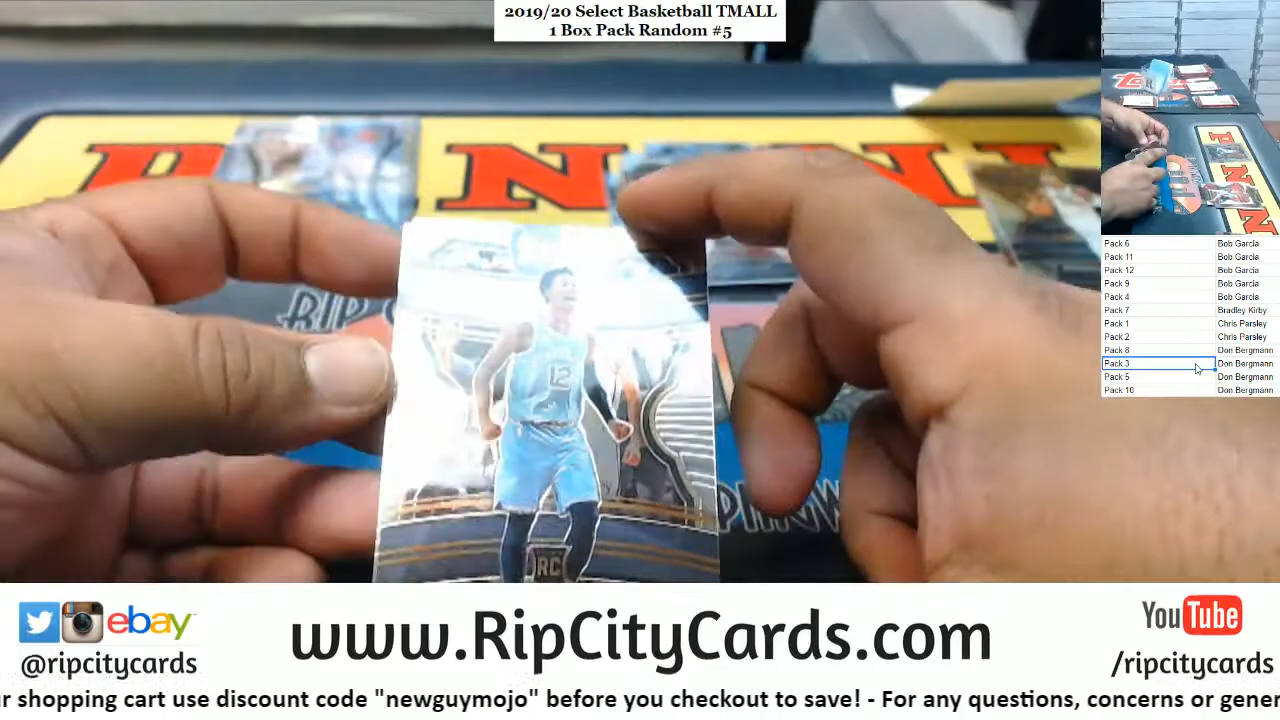 2019/20 Select Basketball TMALL
1 Box Pack Random #5
PANINI
RIP
12
RC
Pack 6 Bob Garcia
Pack 11 Bob Garcia
Pack 12 Bob Garcia
Pack 9 Bob Garcia
Pack 4 Bob Garcia
Pack 7 Bradley Kirby
Pack 1 Chris Parsley
Pack 2 Chris Parsley
Pack 8 Don Bergmann
Pack 3 Don Bergmann
Pack 5 Don Bergmann
Pack 10 Don Bergmann
ebay
@ripcitycards
www.RipCityCards.com
YouTube
/ripcitycards
ur shopping cart use discount code "newguymojo" before you checkout to save! - For any questions, concerns or gener